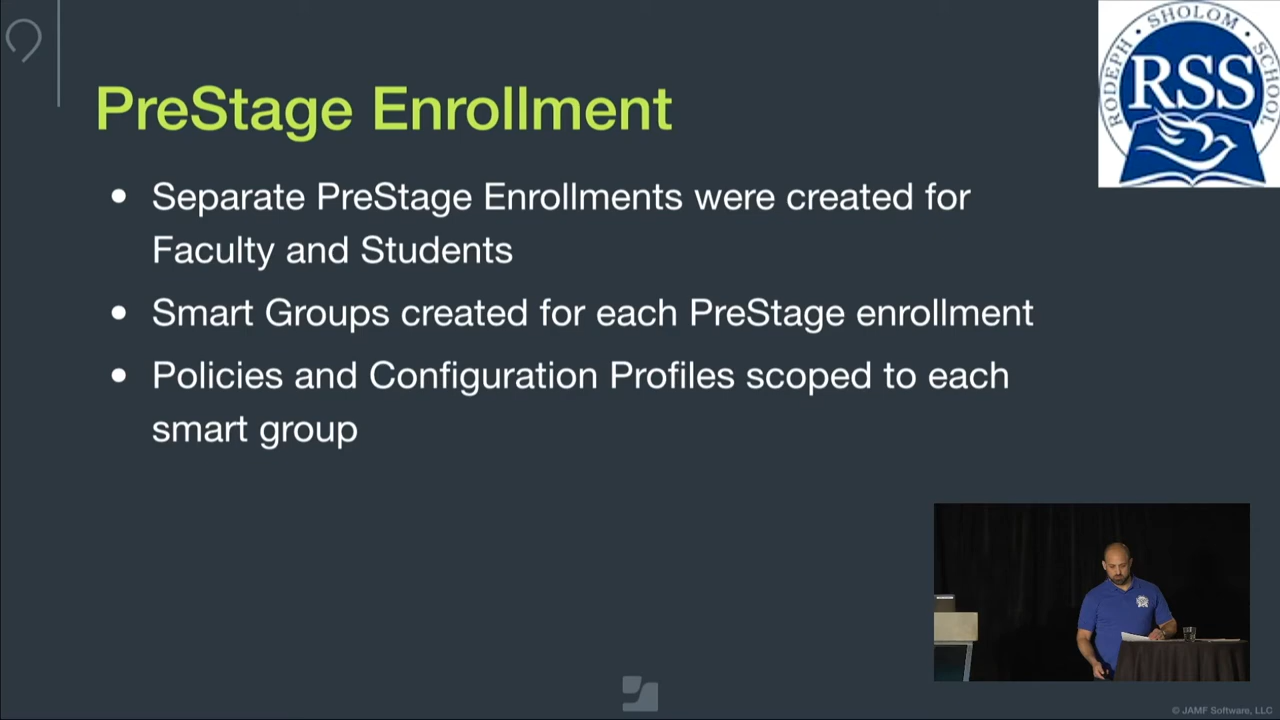 RODEPH • SHOLOM • SCHOOL
RSS
PreStage Enrollment
• Separate PreStage Enrollments were created for
Faculty and Students
• Smart Groups created for each PreStage enrollment
• Policies and Configuration Profiles scoped to each
smart group
© JAMF Software, LLC